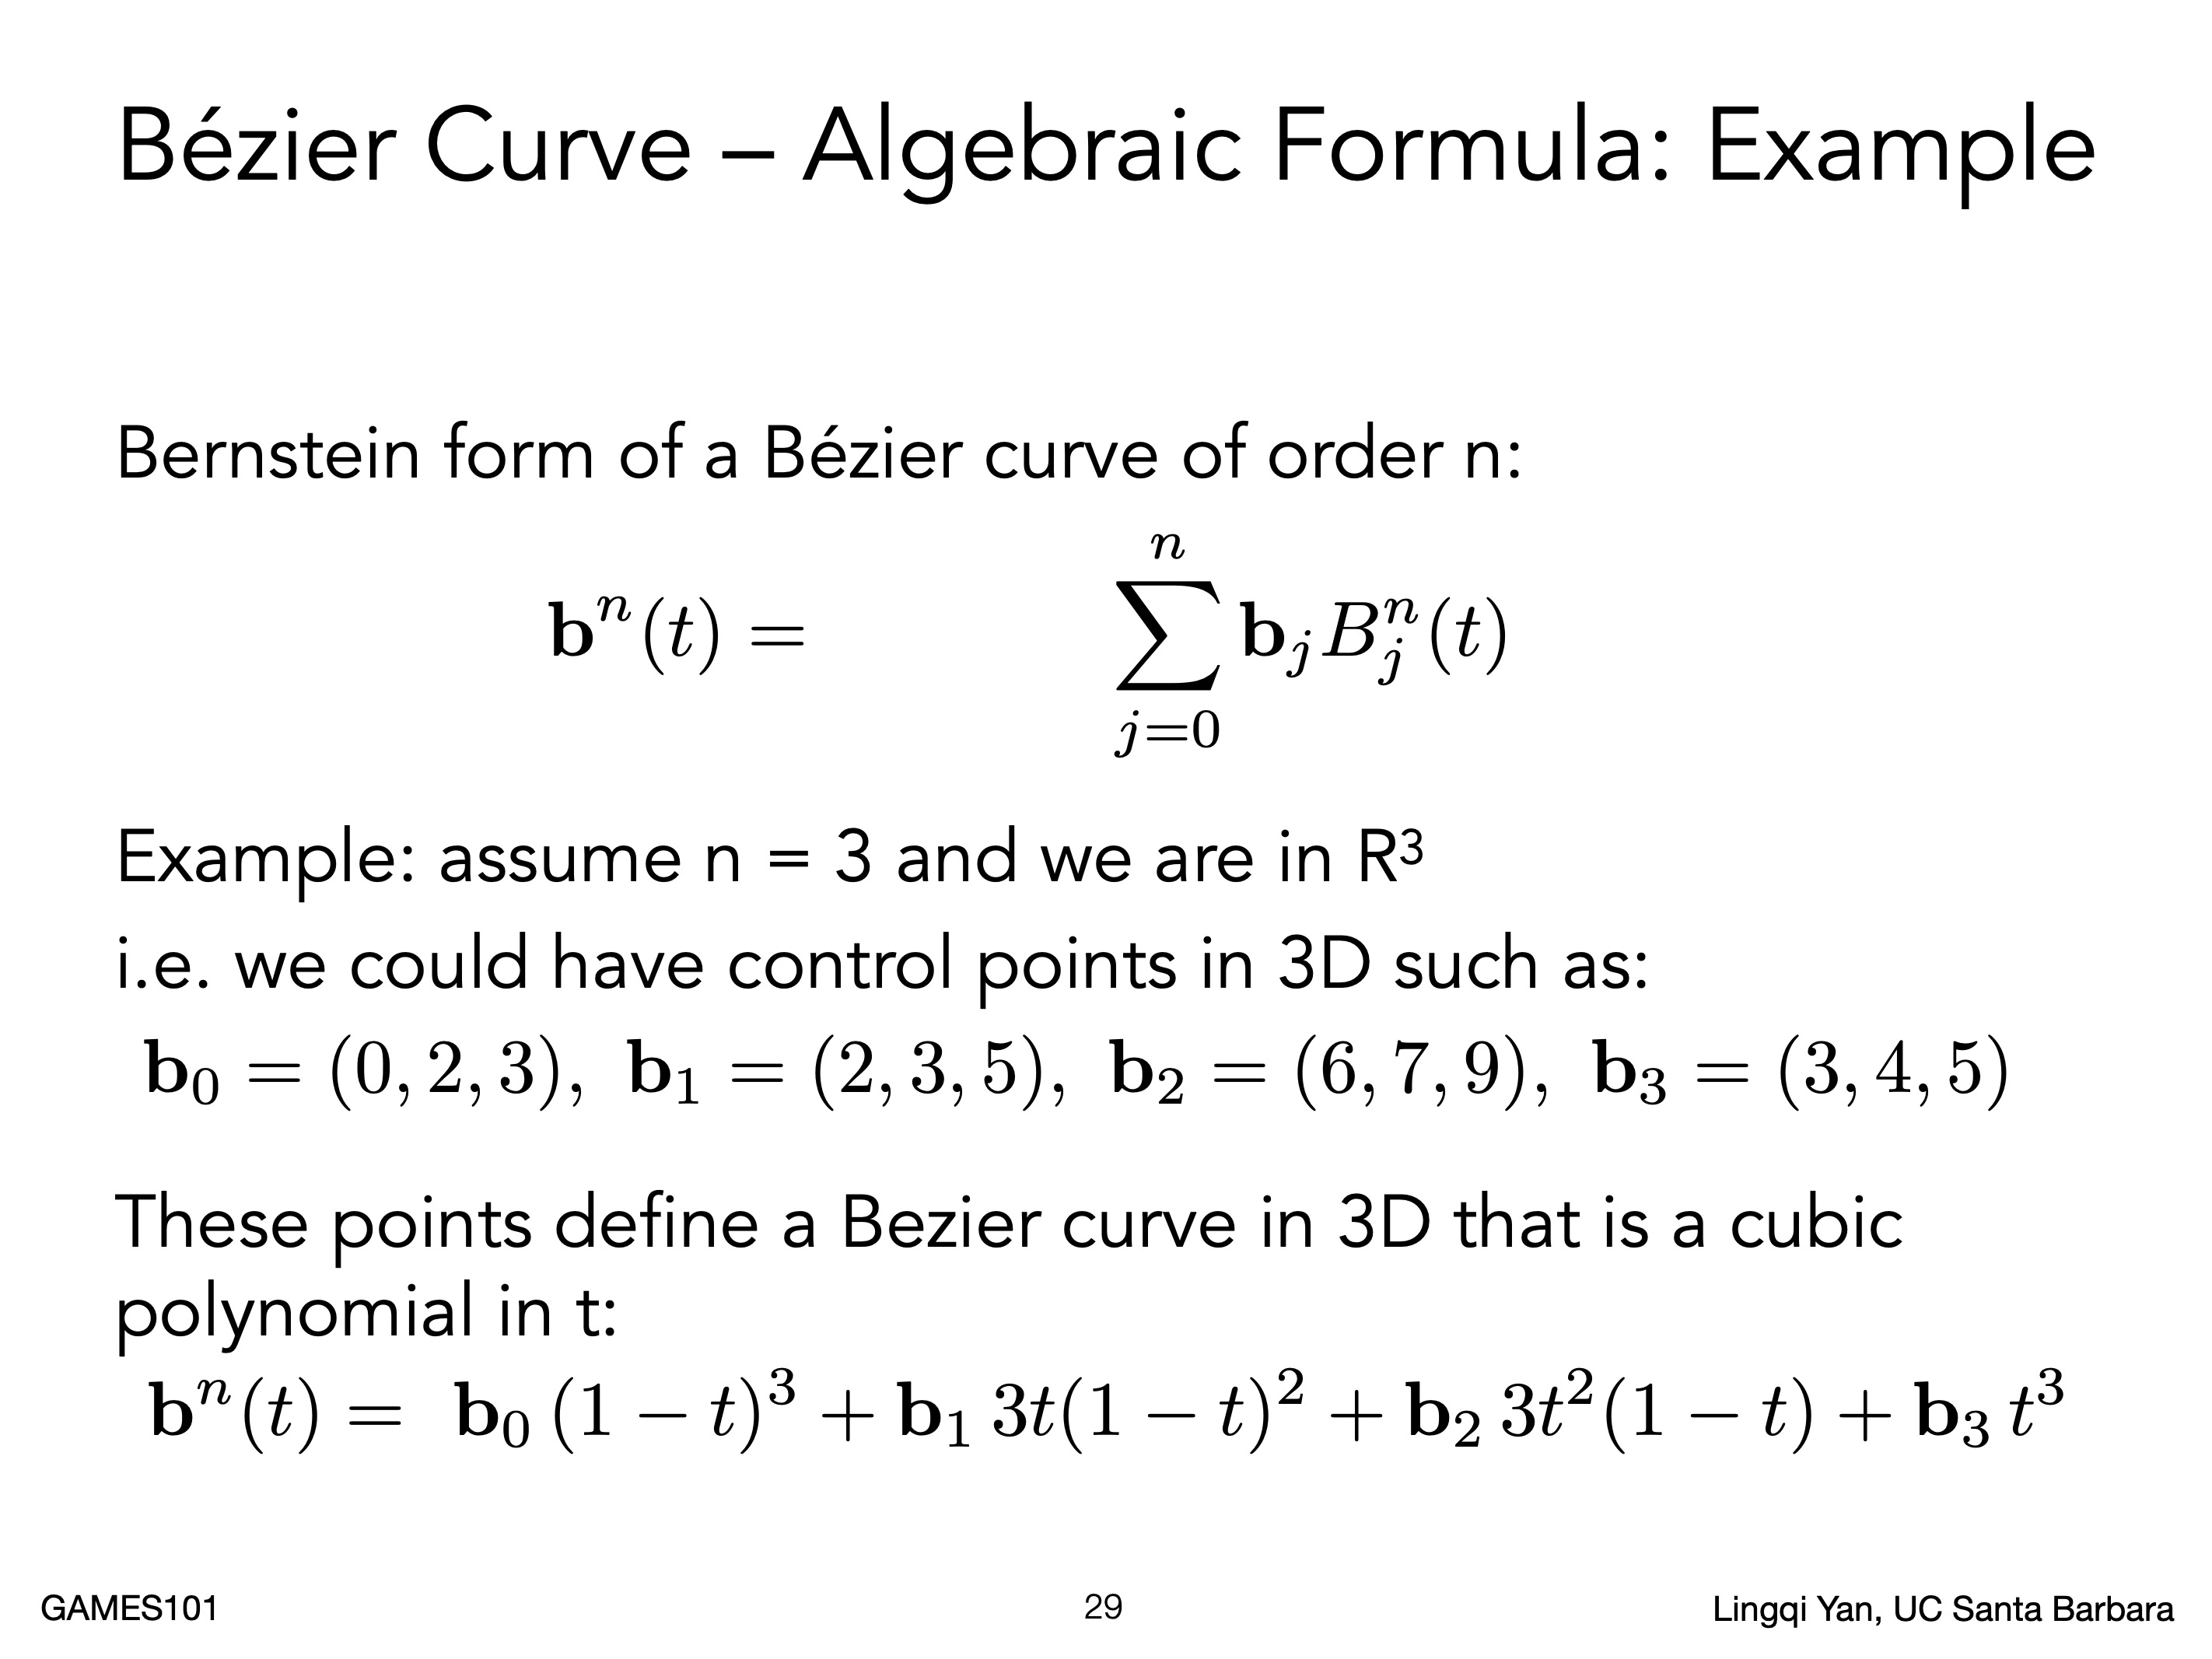 Bézier Curve – Algebraic Formula: Example
Bernstein form of a Bézier curve of order n:
$\mathbf{b}^n(t) = \sum_{j=0}^{n} \mathbf{b}_j B_j^n(t)$
Example: assume n = 3 and we are in R³
i.e. we could have control points in 3D such as:
$\mathbf{b}_0 = (0, 2, 3),\ \mathbf{b}_1 = (2, 3, 5),\ \mathbf{b}_2 = (6, 7, 9),\ \mathbf{b}_3 = (3, 4, 5)$
These points define a Bezier curve in 3D that is a cubic
polynomial in t:
$\mathbf{b}^n(t) = \mathbf{b}_0 (1 - t)^3 + \mathbf{b}_1 3t(1 - t)^2 + \mathbf{b}_2 3t^2(1 - t) + \mathbf{b}_3 t^3$
GAMES101
29
Lingqi Yan, UC Santa Barbara